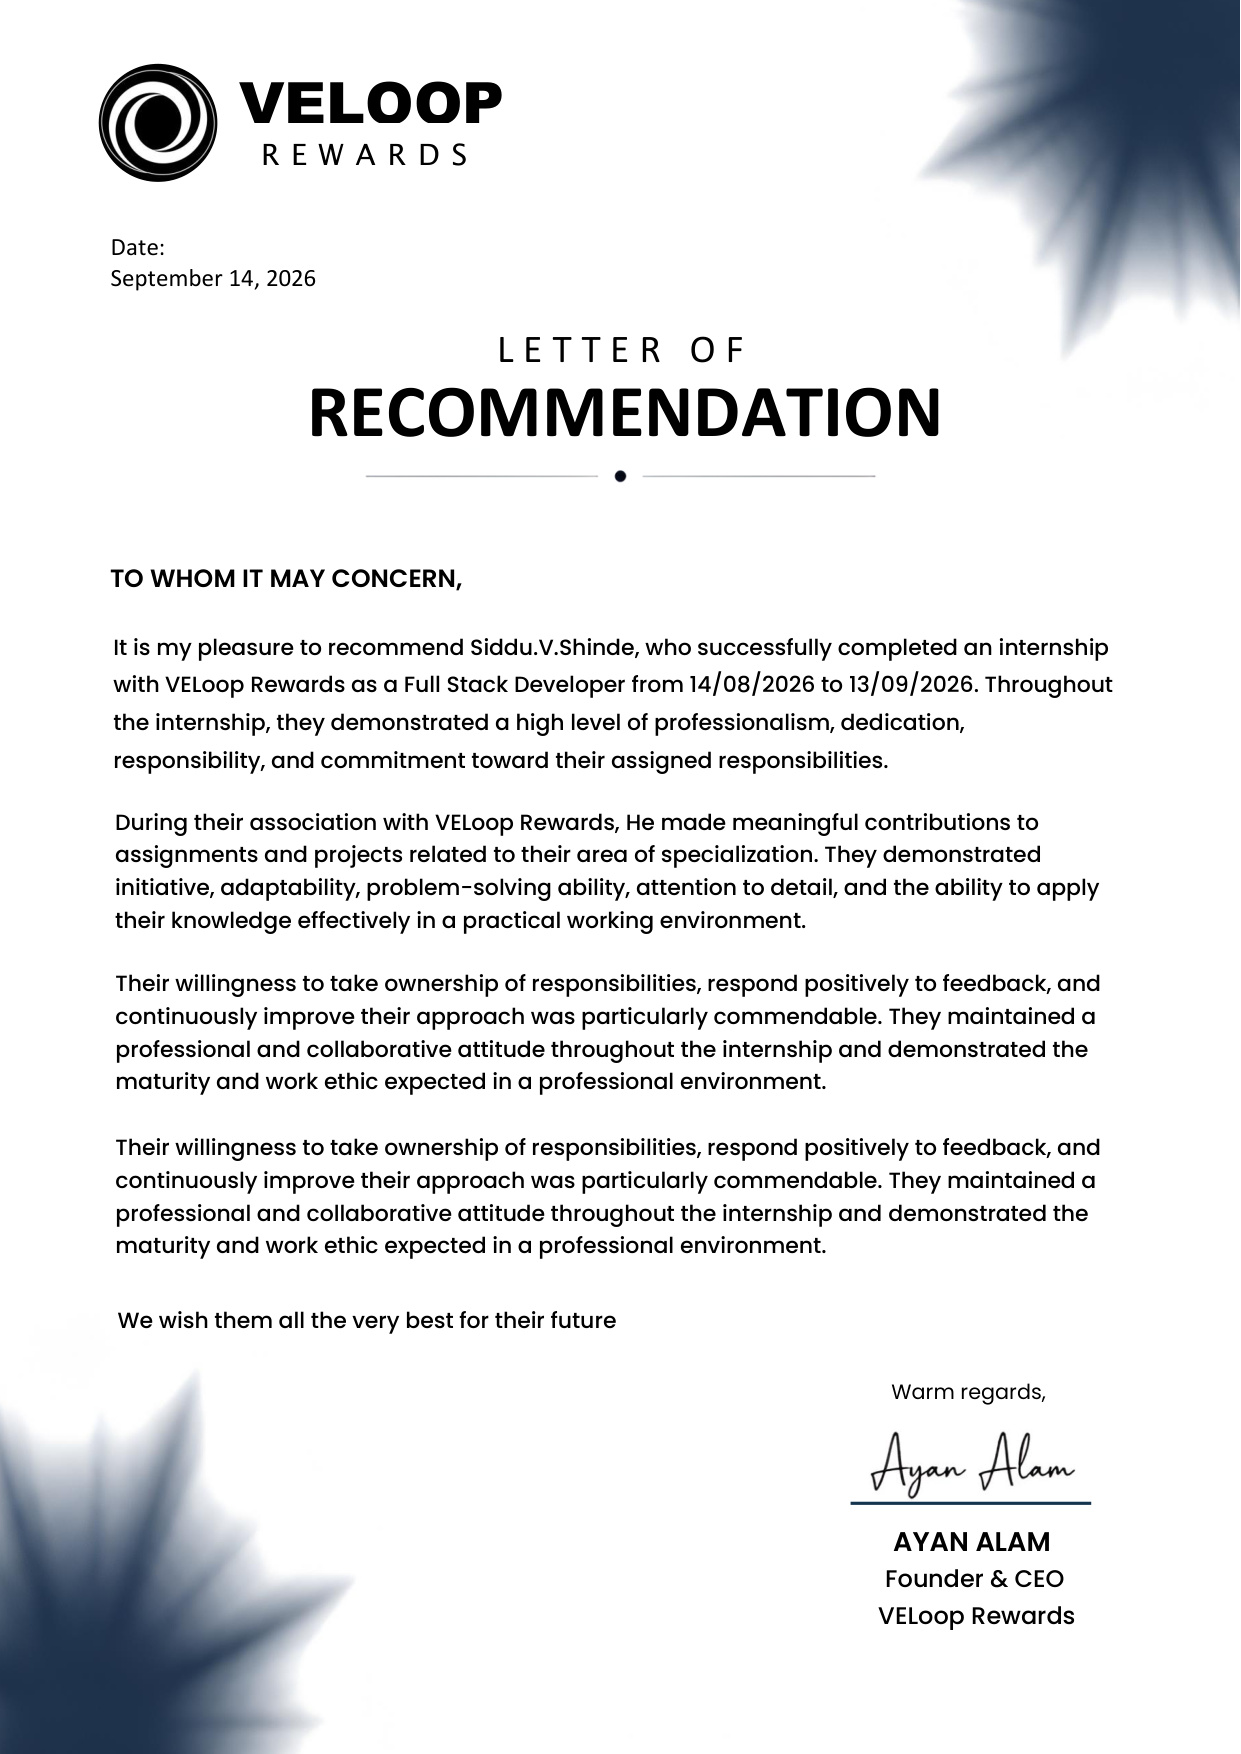 VELOOP
REWARDS
Date:
September 14, 2026
LETTER OF
RECOMMENDATION
TO WHOM IT MAY CONCERN,
It is my pleasure to recommend Siddu.V.Shinde, who successfully completed an internship
with VELoop Rewards as a Full Stack Developer from 14/08/2026 to 13/09/2026. Throughout
the internship, they demonstrated a high level of professionalism, dedication,
responsibility, and commitment toward their assigned responsibilities.
During their association with VELoop Rewards, He made meaningful contributions to
assignments and projects related to their area of specialization. They demonstrated
initiative, adaptability, problem-solving ability, attention to detail, and the ability to apply
their knowledge effectively in a practical working environment.
Their willingness to take ownership of responsibilities, respond positively to feedback, and
continuously improve their approach was particularly commendable. They maintained a
professional and collaborative attitude throughout the internship and demonstrated the
maturity and work ethic expected in a professional environment.
Their willingness to take ownership of responsibilities, respond positively to feedback, and
continuously improve their approach was particularly commendable. They maintained a
professional and collaborative attitude throughout the internship and demonstrated the
maturity and work ethic expected in a professional environment.
We wish them all the very best for their future
Warm regards,
Ayan Alam
AYAN ALAM
Founder & CEO
VELoop Rewards